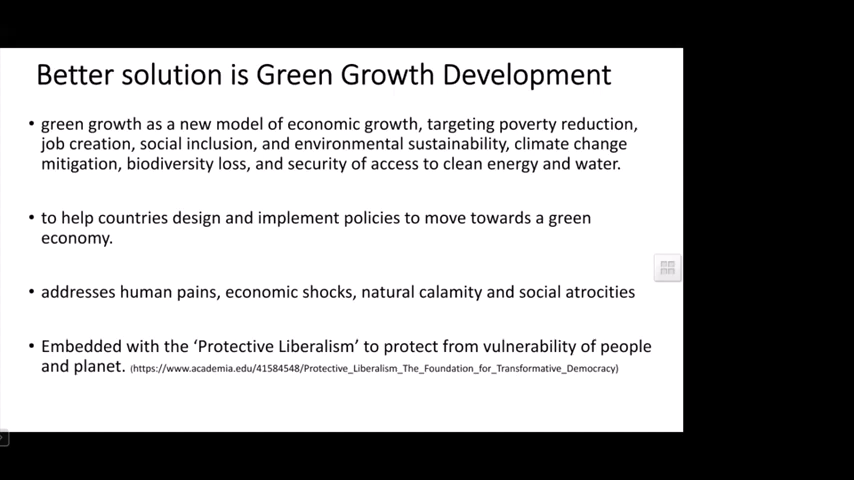 Better solution is Green Growth Development
• green growth as a new model of economic growth, targeting poverty reduction,
job creation, social inclusion, and environmental sustainability, climate change
mitigation, biodiversity loss, and security of access to clean energy and water.
• to help countries design and implement policies to move towards a green
economy.
• addresses human pains, economic shocks, natural calamity and social atrocities
• Embedded with the ‘Protective Liberalism’ to protect from vulnerability of people
and planet. (https://www.academia.edu/41584548/Protective_Liberalism_The_Foundation_for_Transformative_Democracy)